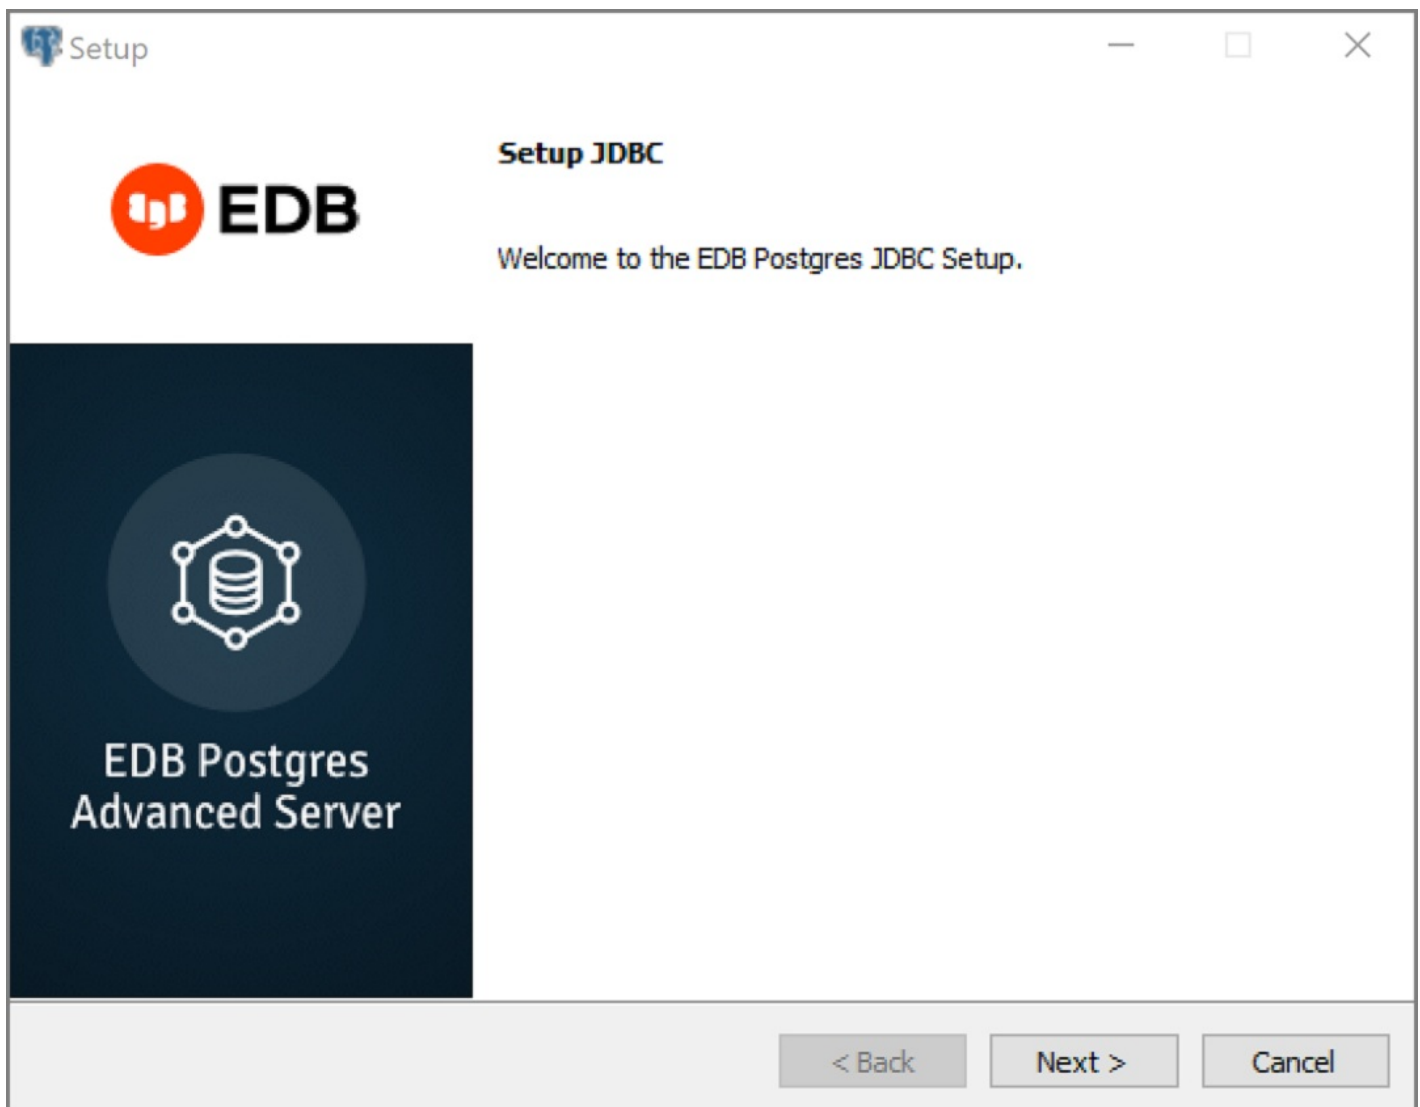 Setup
EDB
Setup JDBC
Welcome to the EDB Postgres JDBC Setup.
EDB Postgres
Advanced Server
< Back
Next >
Cancel